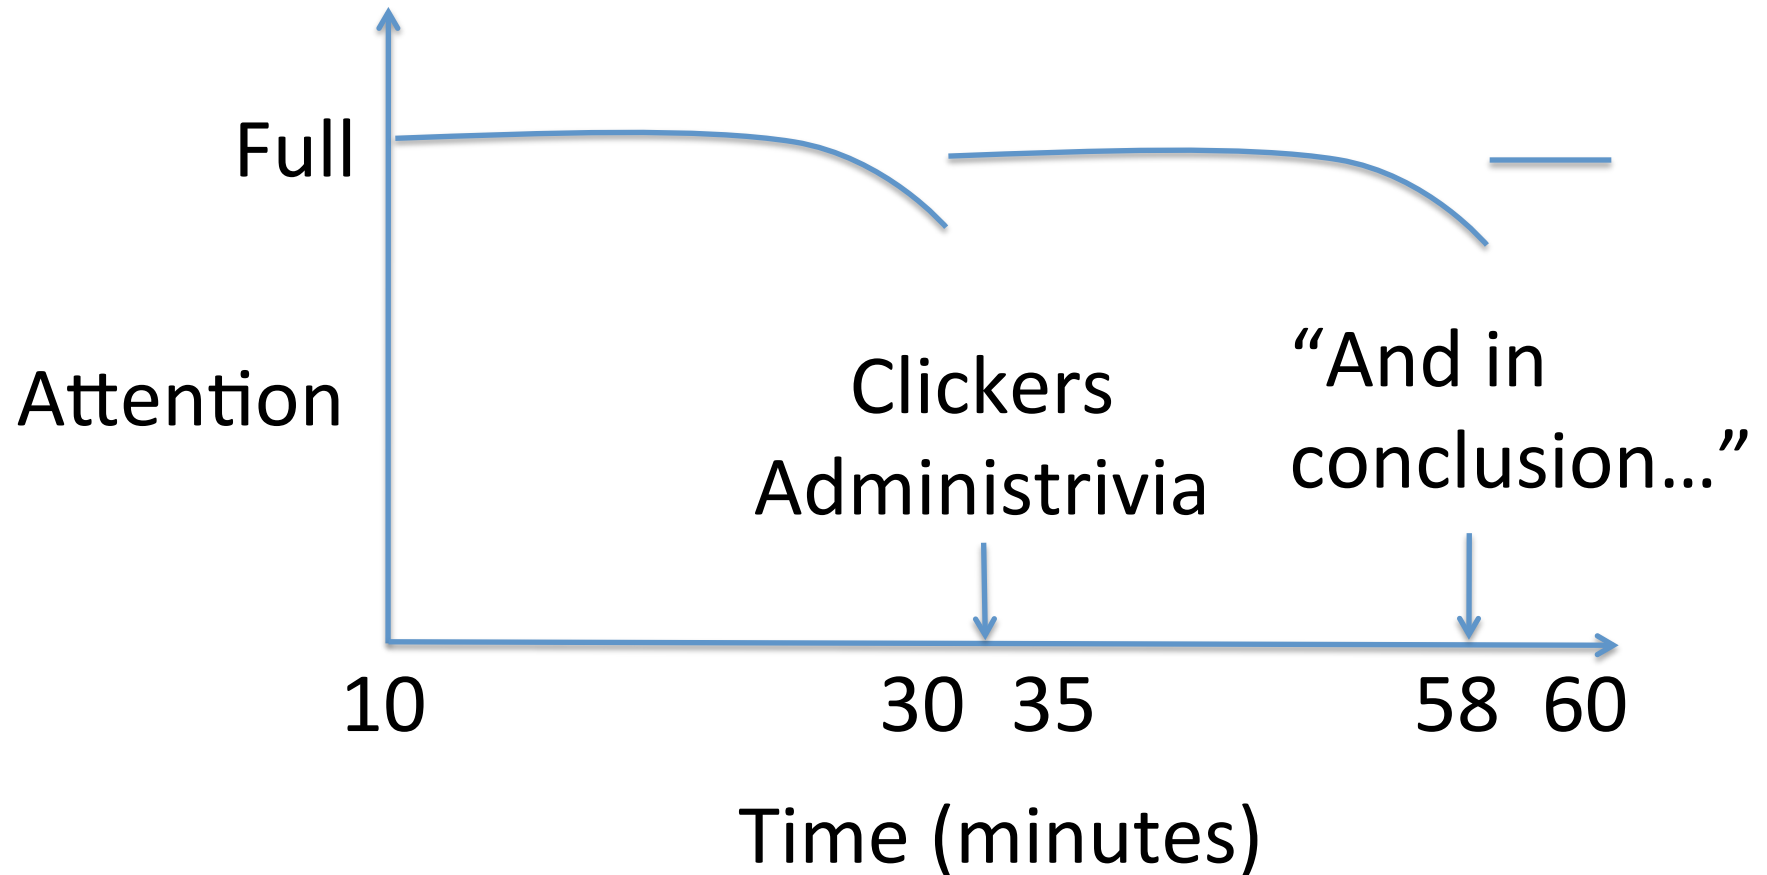 Full
Attention
Clickers
Administrivia
“And in
conclusion…”
10 30 35 58 60
Time (minutes)